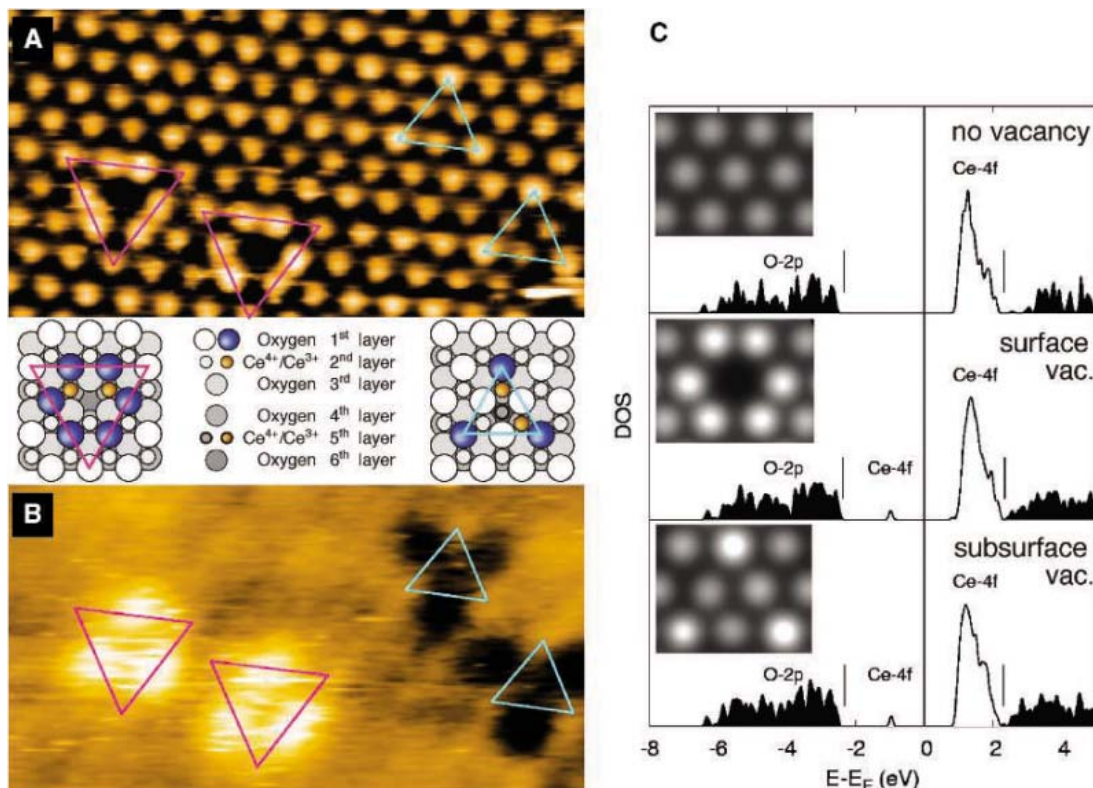 A
C
no vacancy
Ce-4f
O-2p
Oxygen 1st layer
Ce4+/Ce3+ 2nd layer
Oxygen 3rd layer
Oxygen 4th layer
Ce4+/Ce3+ 5th layer
Oxygen 6th layer
surface
vac.
Ce-4f
O-2p
Ce-4f
DOS
B
subsurface
vac.
Ce-4f
O-2p
Ce-4f
-8 -6 -4 -2 0 2 4
E-EF (eV)